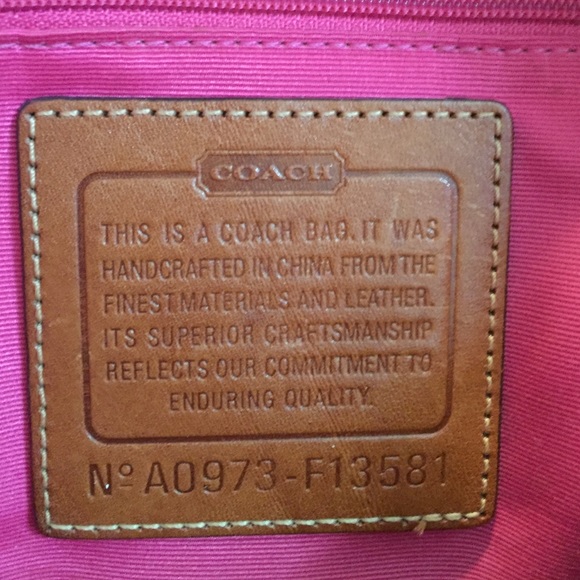 COACH
THIS IS A COACH BAG. IT WAS
HANDCRAFTED IN CHINA FROM THE
FINEST MATERIALS AND LEATHER.
ITS SUPERIOR CRAFTSMANSHIP
REFLECTS OUR COMMITMENT TO
ENDURING QUALITY.
Nº A0973-F13581